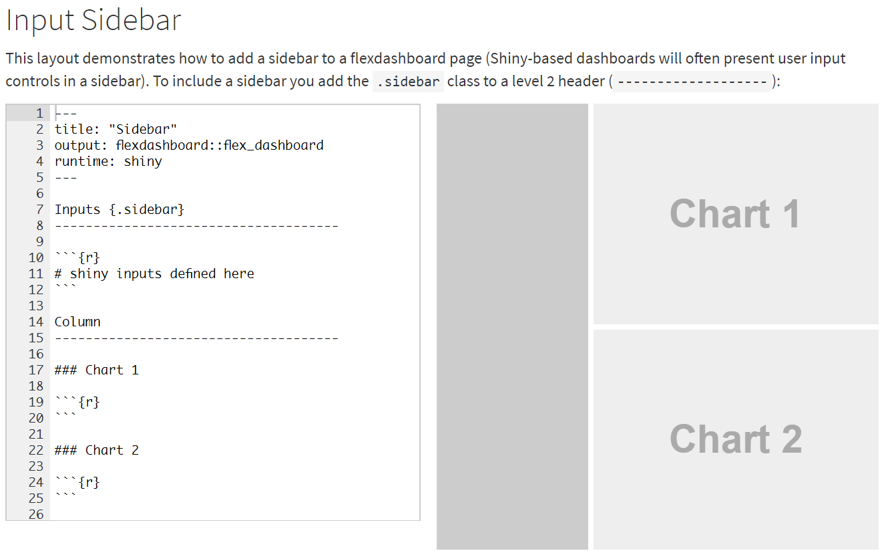 Input Sidebar
This layout demonstrates how to add a sidebar to a flexdashboard page (Shiny-based dashboards will often present user input
controls in a sidebar). To include a sidebar you add the .sidebar class to a level 2 header ( ------------------- ):
1 ---
2 title: "Sidebar"
3 output: flexdashboard::flex_dashboard
4 runtime: shiny
5 ---
6
7 Inputs {.sidebar}
8 -------------------------------------
9
10 ```{r}
11 # shiny inputs defined here
12 ```
13
14 Column
15 -------------------------------------
16
17 ### Chart 1
18
19 ```{r}
20 ```
21
22 ### Chart 2
23
24 ```{r}
25 ```
26
Chart 1
Chart 2